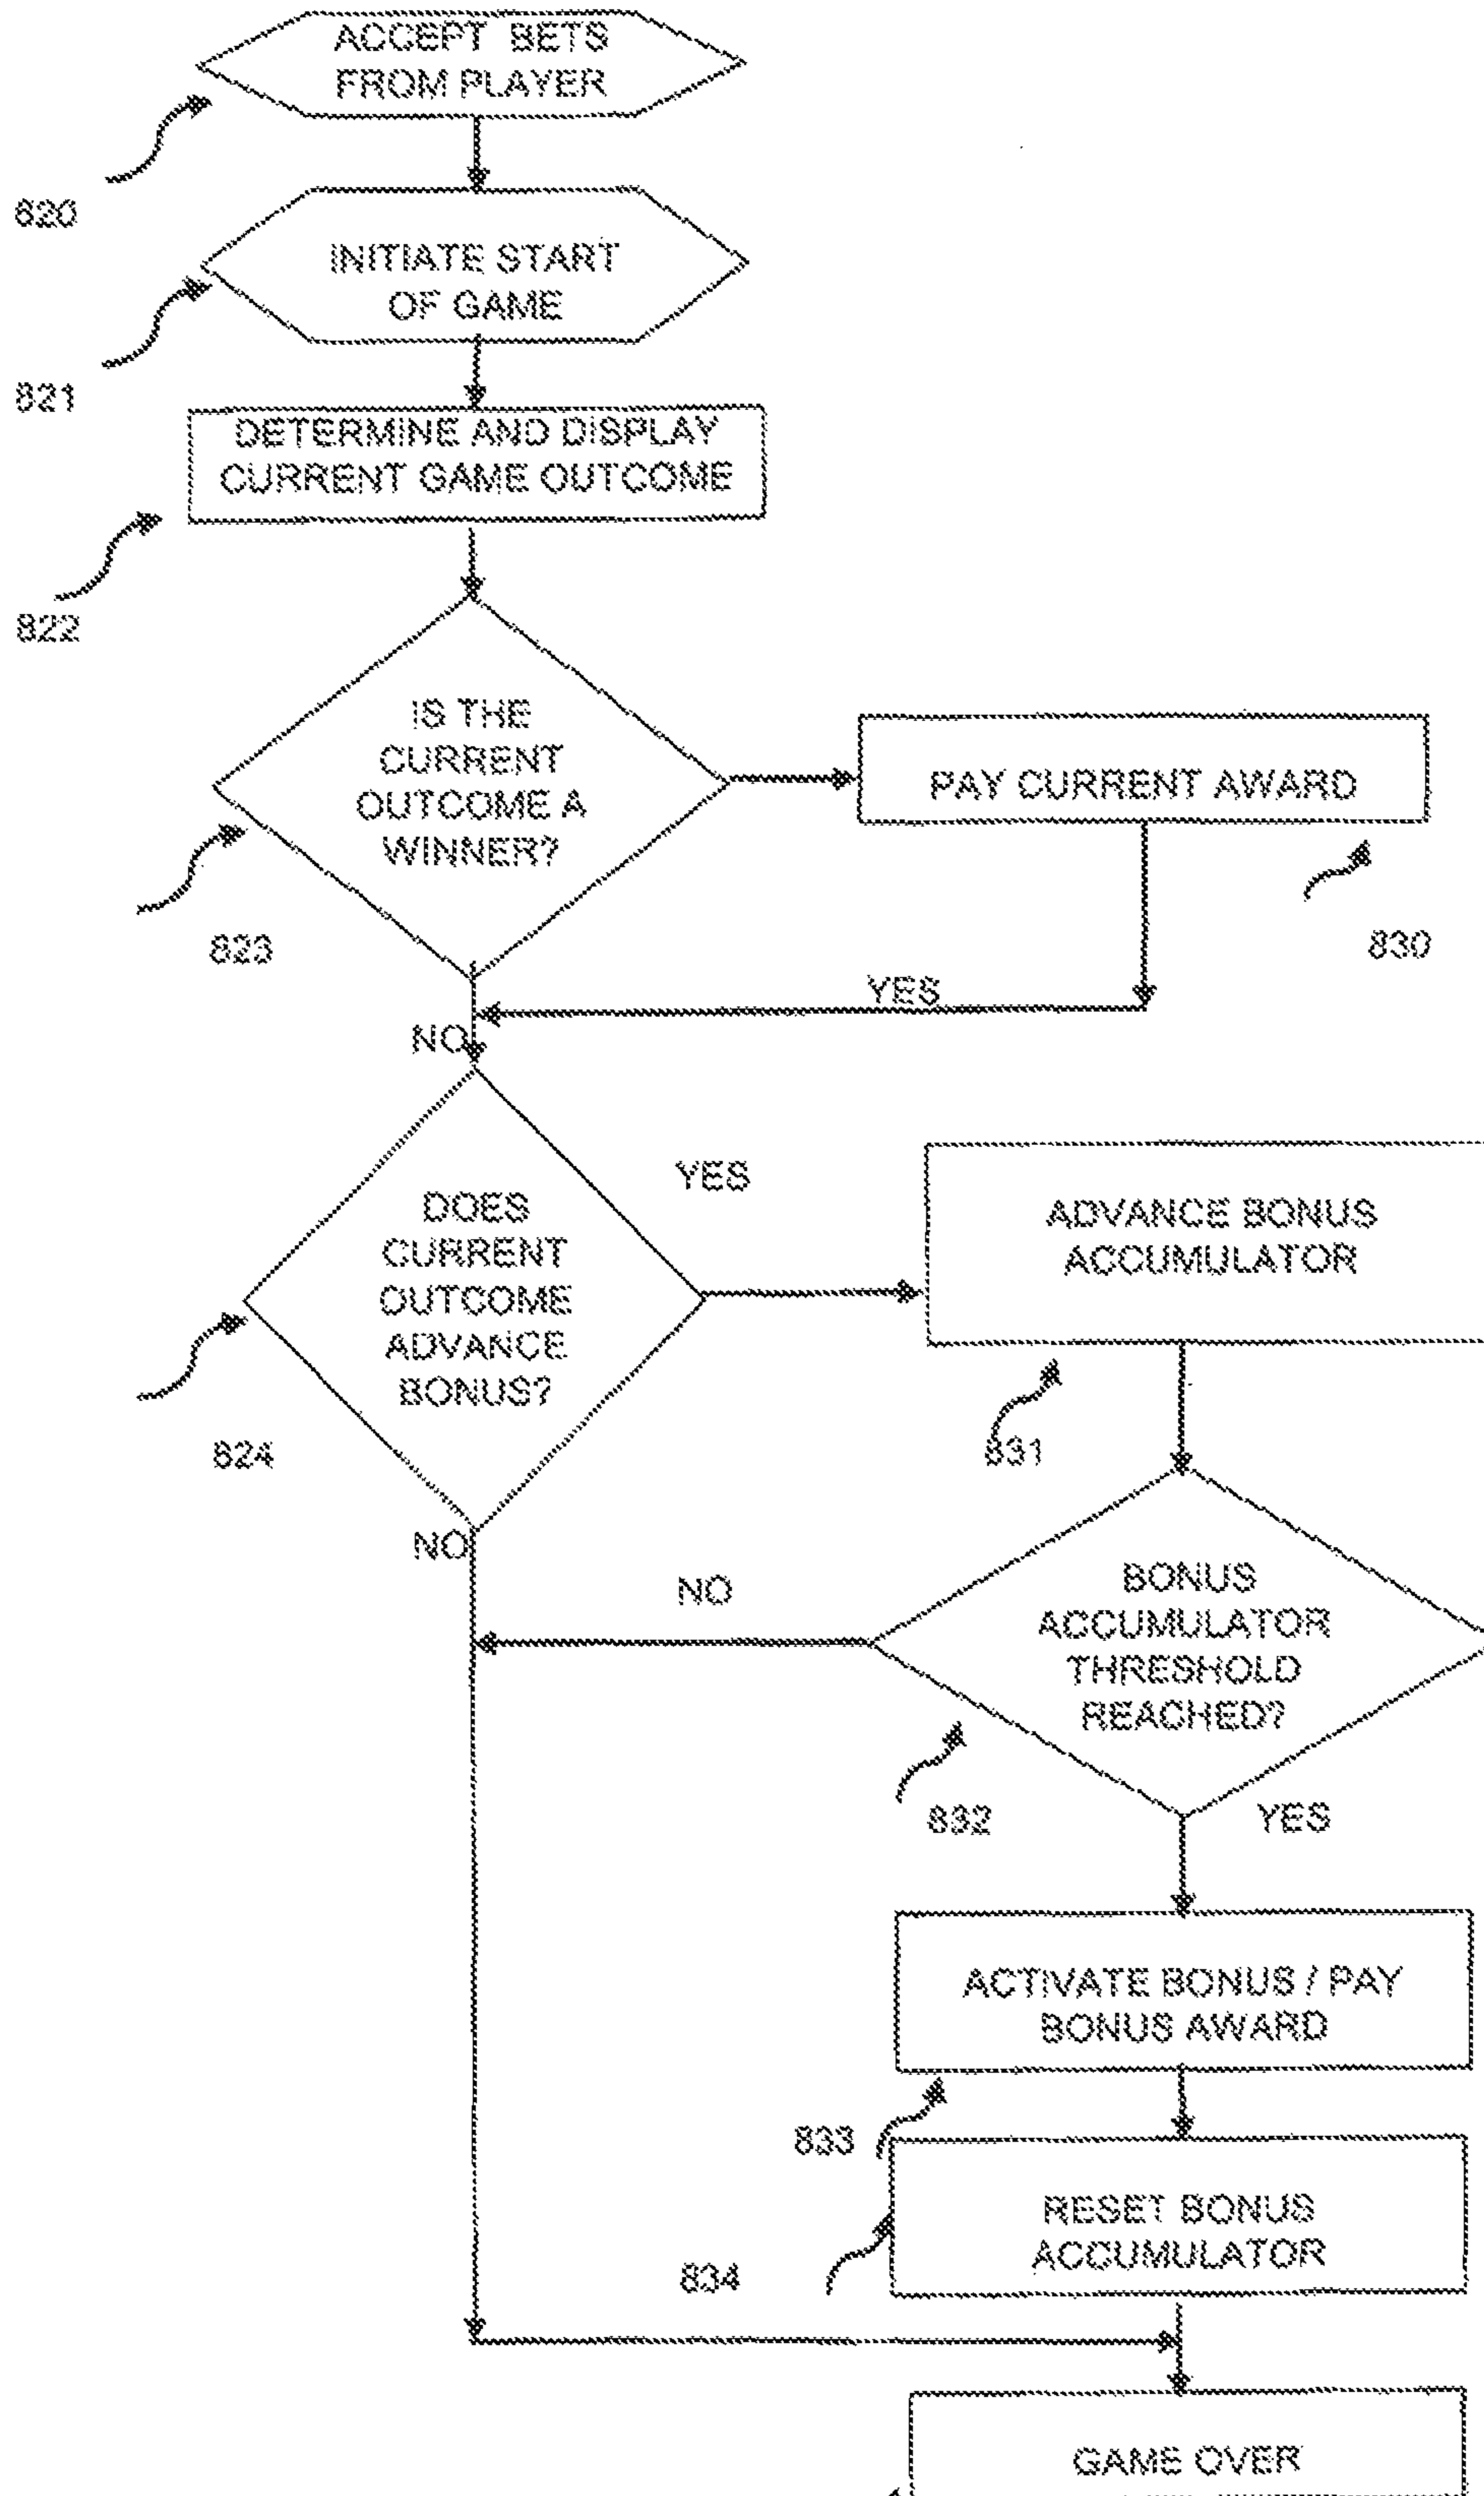 ACCEPT BETS
FROM PLAYER
820
INITIATE START
OF GAME
821
DETERMINE AND DISPLAY
CURRENT GAME OUTCOME
822
IS THE
CURRENT
OUTCOME A
WINNER?
823
PAY CURRENT AWARD
830
YES
NO
DOES
CURRENT
OUTCOME
ADVANCE
BONUS?
824
YES
ADVANCE BONUS
ACCUMULATOR
831
NO
NO
BONUS
ACCUMULATOR
THRESHOLD
REACHED?
832
YES
ACTIVATE BONUS / PAY
BONUS AWARD
833
RESET BONUS
ACCUMULATOR
834
GAME OVER